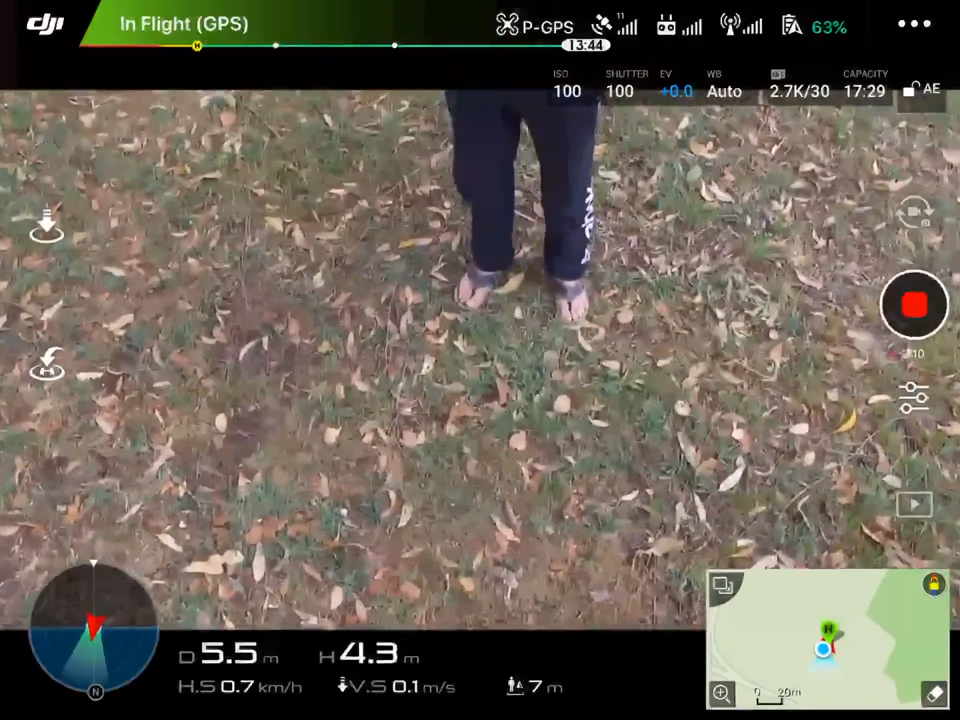 dji In Flight (GPS) P-GPS 11 63%
13:44
ISO SHUTTER EV WB CAPACITY
100 100 +0.0 Auto 2.7K/30 17:29 AE
H
D 5.5 m H 4.3 m
H.S 0.7 km/h V.S 0.1 m/s 7 m
N
H
0 20m